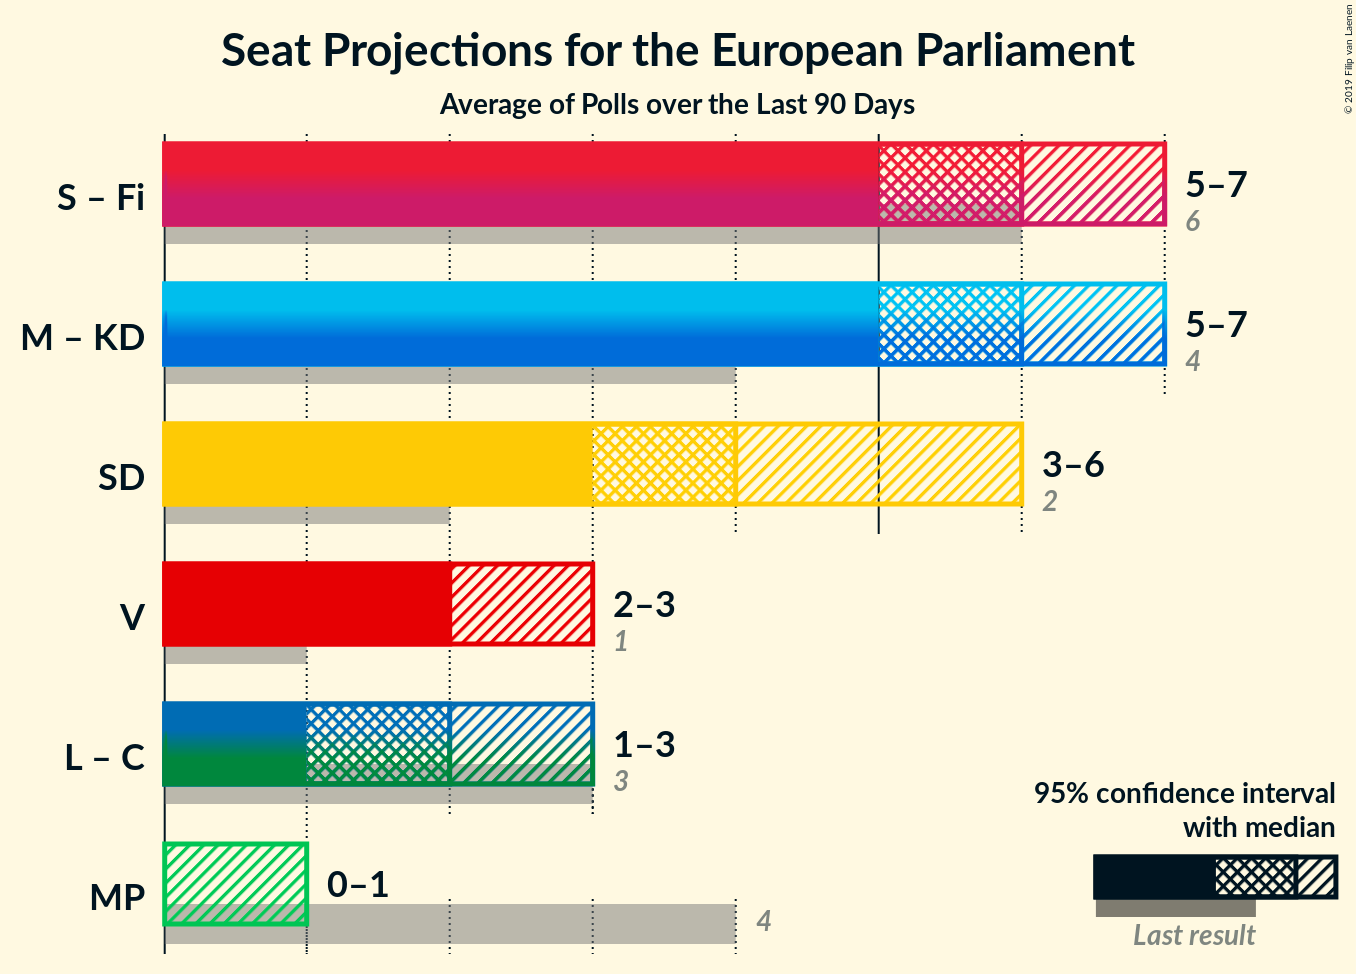 Seat Projections for the European Parliament
Average of Polls over the Last 90 Days
© 2019 Filip van Laenen
S – Fi
5–7
6
M – KD
5–7
4
SD
3–6
2
V
2–3
1
L – C
1–3
3
MP
0–1
4
95% confidence interval
with median
Last result